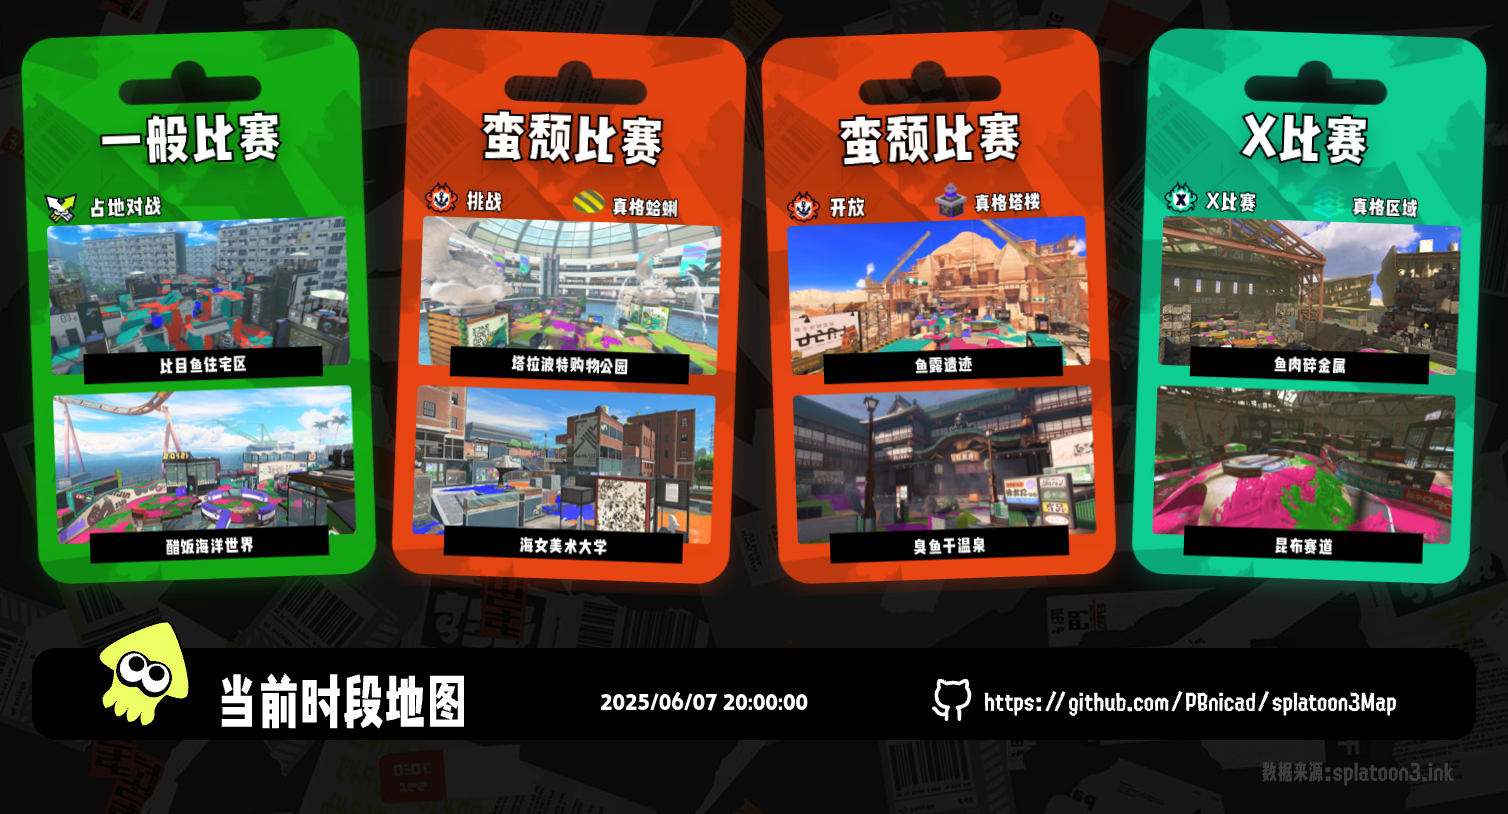 一般比赛
占地对战
比目鱼住宅区
醋饭海洋世界
蛮颓比赛
挑战
真格蛤蜊
塔拉波特购物公园
海女美术大学
蛮颓比赛
开放
真格塔楼
鱼露遗迹
臭鱼干温泉
X比赛
X比赛
真格区域
鱼肉碎金属
昆布赛道
当前时段地图
2025/06/07 20:00:00
https://github.com/PBnicad/splatoon3Map
数据来源:splatoon3.ink